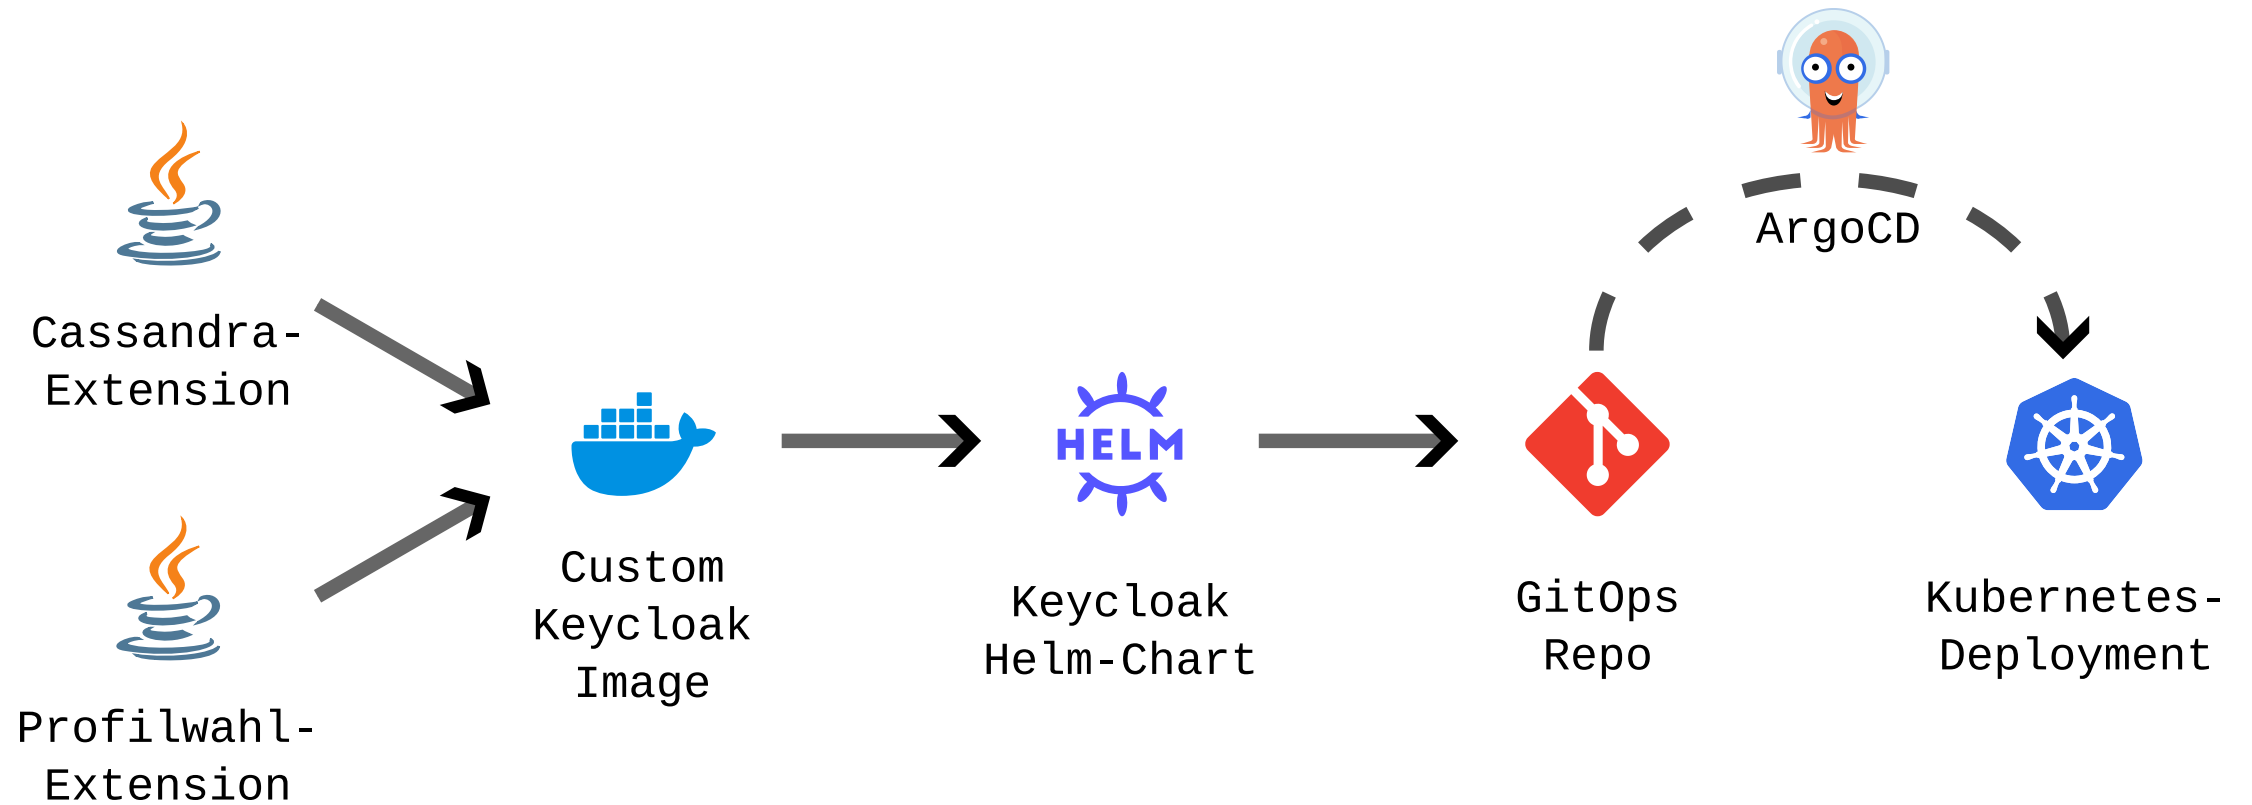 Cassandra-
Extension
Profilwahl-
Extension
Custom
Keycloak
Image
HELM
Keycloak
Helm-Chart
GitOps
Repo
ArgoCD
Kubernetes-
Deployment